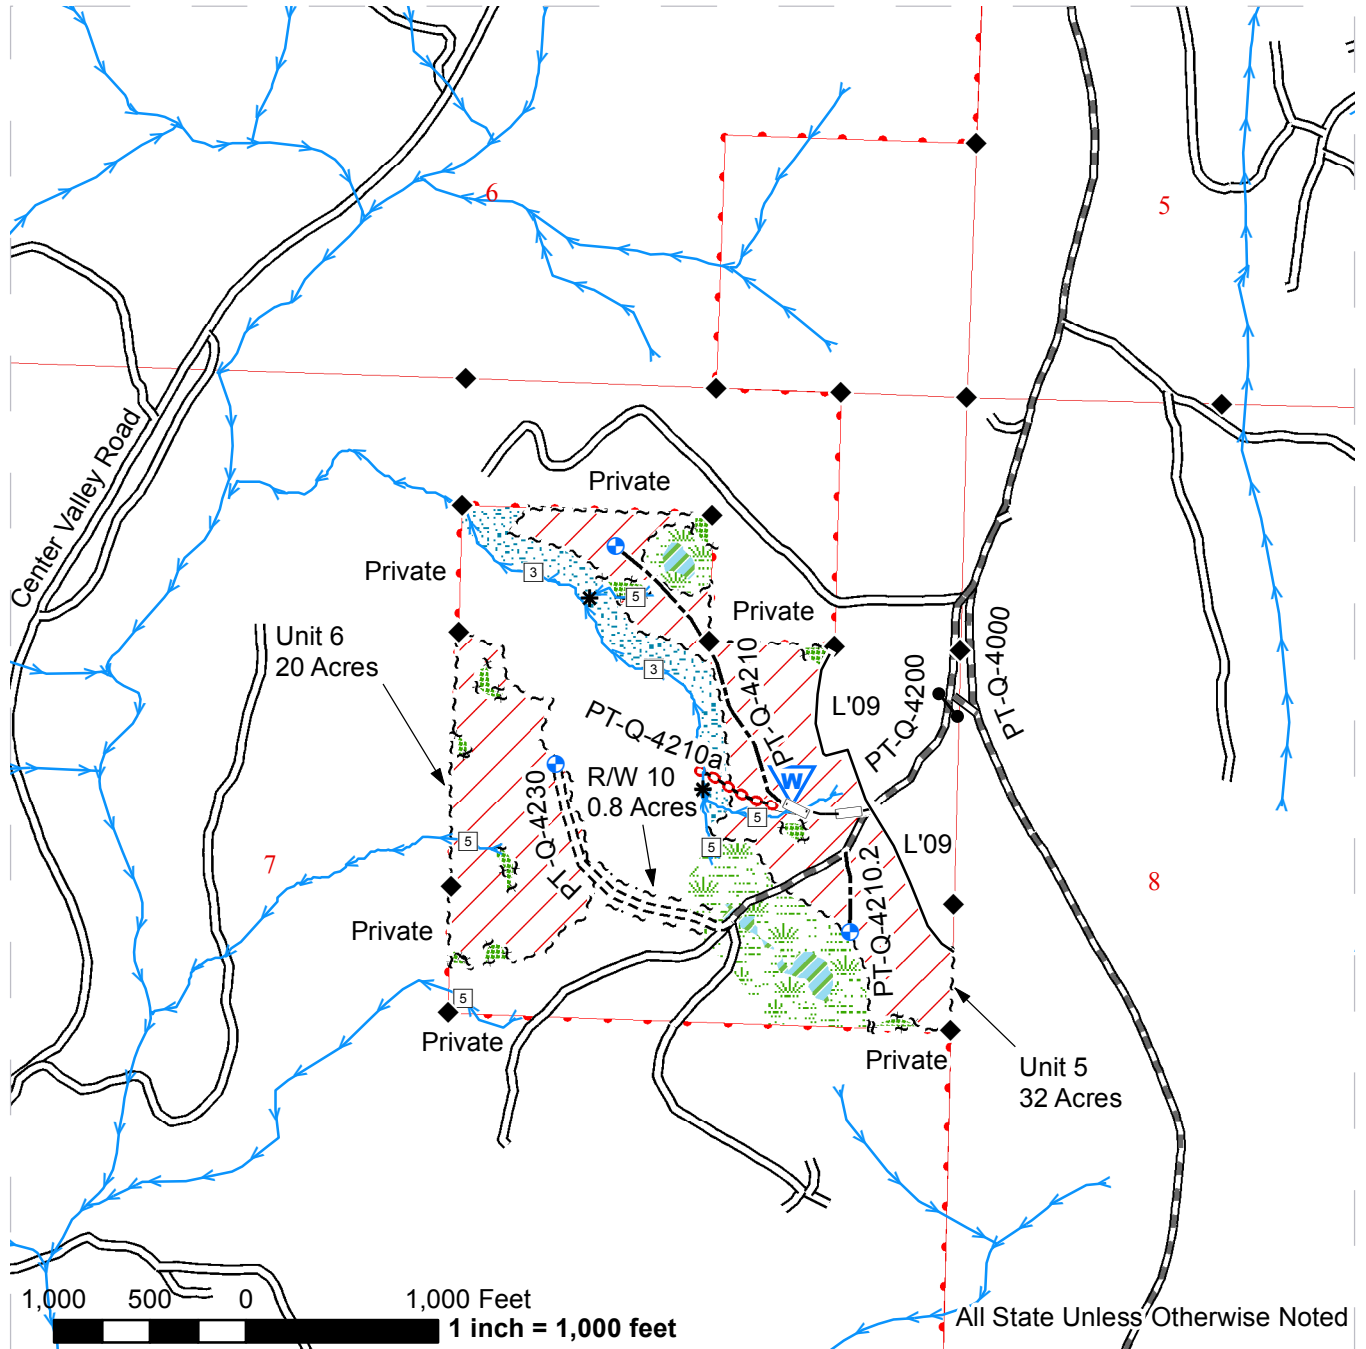 6
5
Center Valley Road
Private
Private
3
5
Private
Unit 6
20 Acres
3
PT-Q-4210
PT-Q-4000
PT-Q-4200
L'09
PT-Q-4210a
W
R/W 10
0.8 Acres
PT-Q-4230
5
5
5
L'09
7
8
PT-Q-4210.2
Private
5
Private
Private
Unit 5
32 Acres
1,000 500 0 1,000 Feet
1 inch = 1,000 feet
All State Unless Otherwise Noted